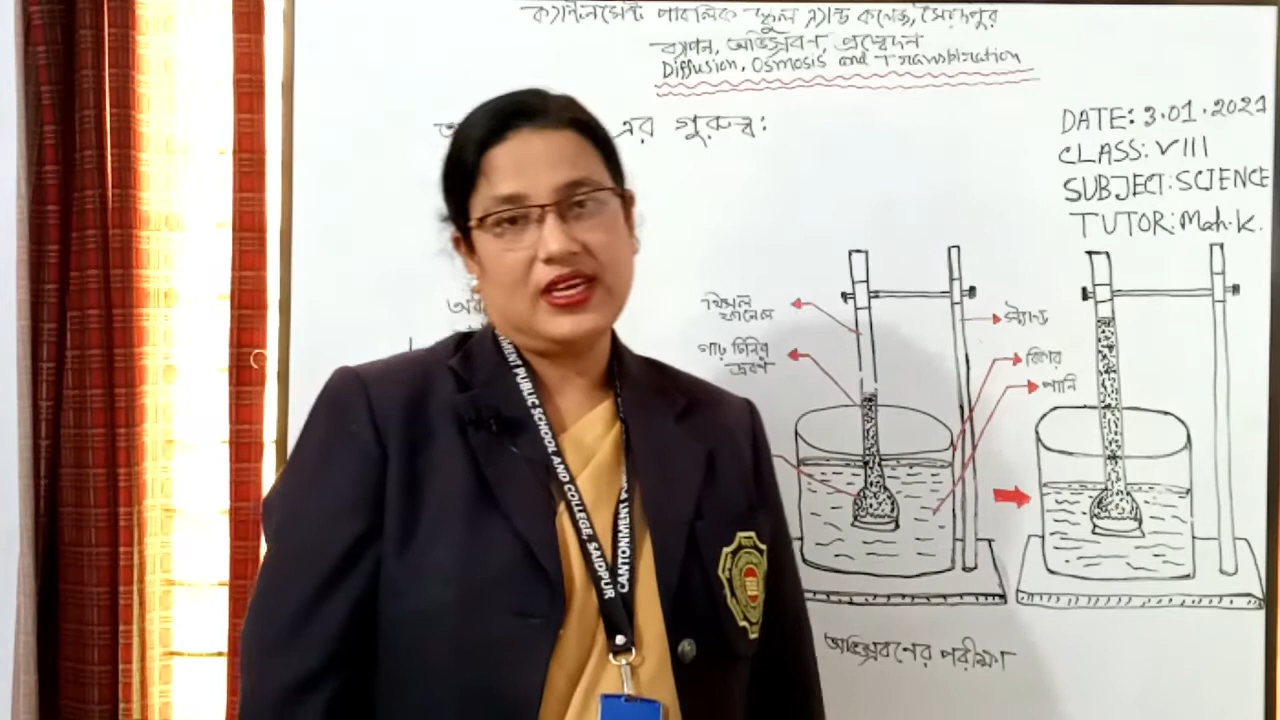 ক্যান্টনমেন্ট পাবলিক স্কুল এ্যান্ড কলেজ, সৈয়দপুর
ব্যাপন, অভিস্রবণ, প্রস্বেদন
Diffusion, Osmosis and Transpiration
এর গুরুত্ব:
DATE: 3.01.2021
CLASS: VIII
SUBJECT: SCIENCE
TUTOR: Mah.K.
থিসল
ফানেল
গাঢ় চিনির
দ্রবণ
স্ট্যান্ড
বিকার
পানি
অভিস্রবণের পরীক্ষা
MENT PUBLIC SCHOOL AND COLLEGE, SAIDPUR
CANTONMENT